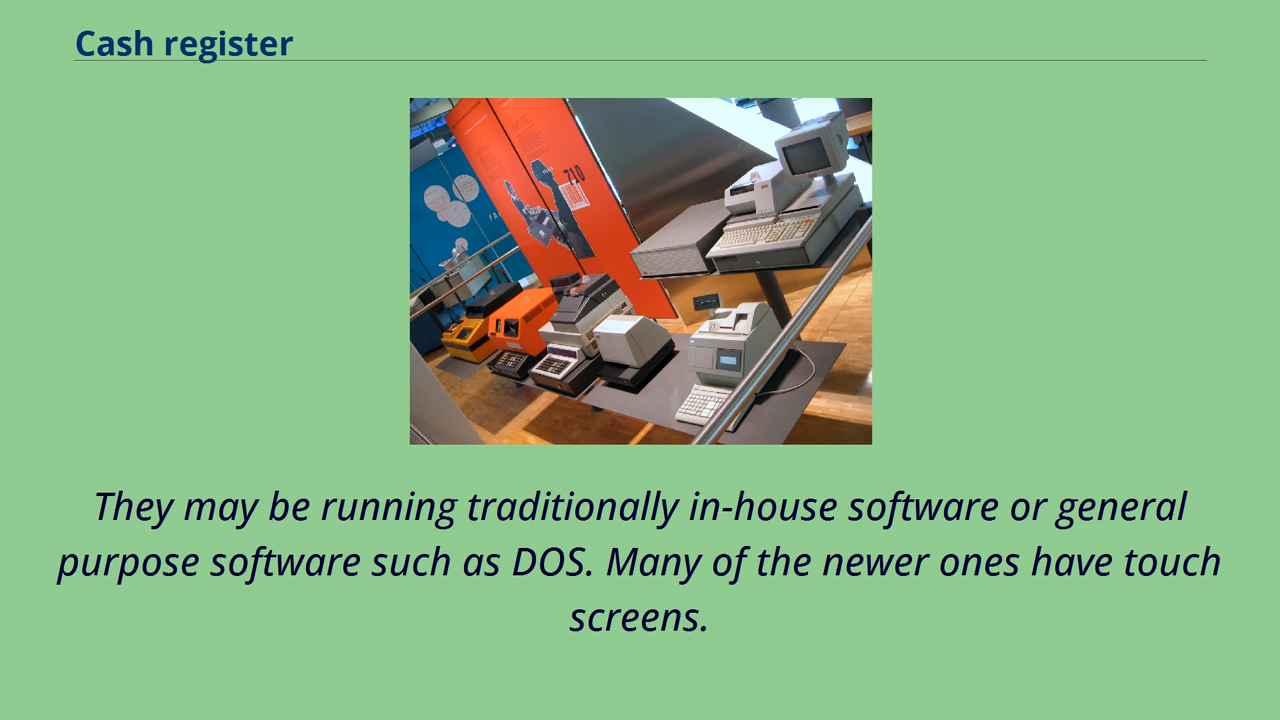 Cash register
710
They may be running traditionally in-house software or general
purpose software such as DOS. Many of the newer ones have touch
screens.